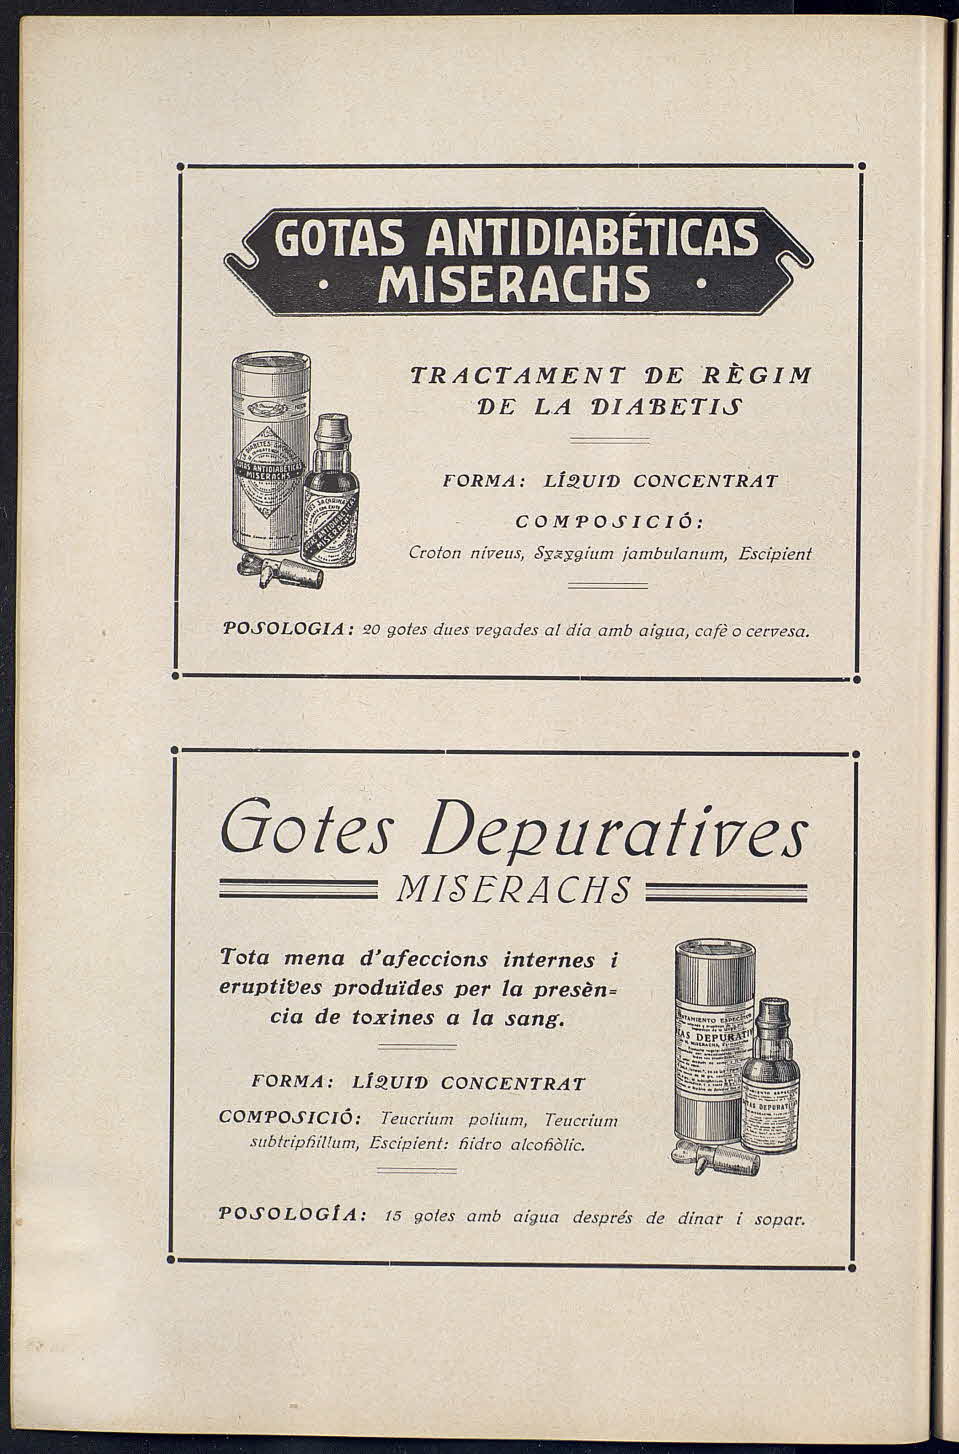 GOTAS ANTIDIABÉTICAS
· MISERACHS ·
TRACTAMENT DE RÈGIM
DE LA DIABETIS
FORMA: LÍQUID CONCENTRAT
COMPOSICIÓ:
Croton niveus, Syzygium jambulanum, Escipient
GOTAS ANTIDIABÉTICAS
MISERACHS
POSOLOGIA: 20 gotes dues vegades al dia amb aigua, cafè o cervesa.
Gotes Depuratives
MISERACHS
Tota mena d'afeccions internes i
eruptives produïdes per la presèn=
cia de toxines a la sang.
FORMA: LÍQUID CONCENTRAT
COMPOSICIÓ: Teucrium polium, Teucrium
subtriphillum, Escipient: hidro alcohòlic.
POSOLOGÍA: 15 gotes amb aigua després de dinar i sopar.